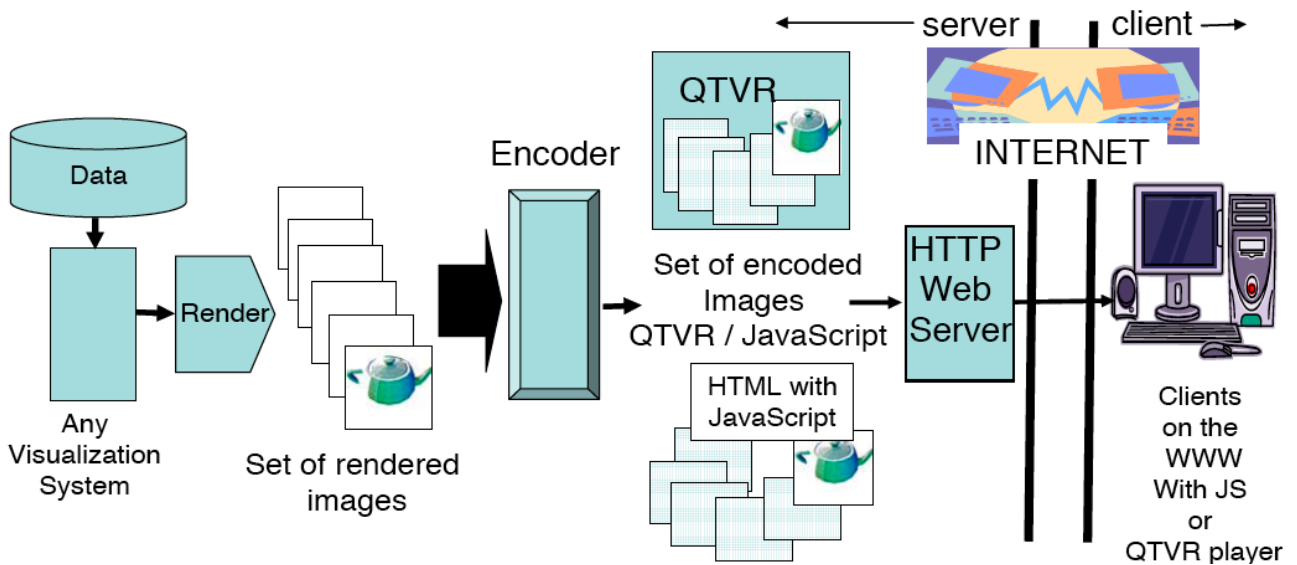 server
client
QTVR
INTERNET
Encoder
Data
Render
Any
Visualization
System
Set of rendered
images
Set of encoded
Images
QTVR / JavaScript
HTML with
JavaScript
HTTP
Web
Server
Clients
on the
WWW
With JS
or
QTVR player